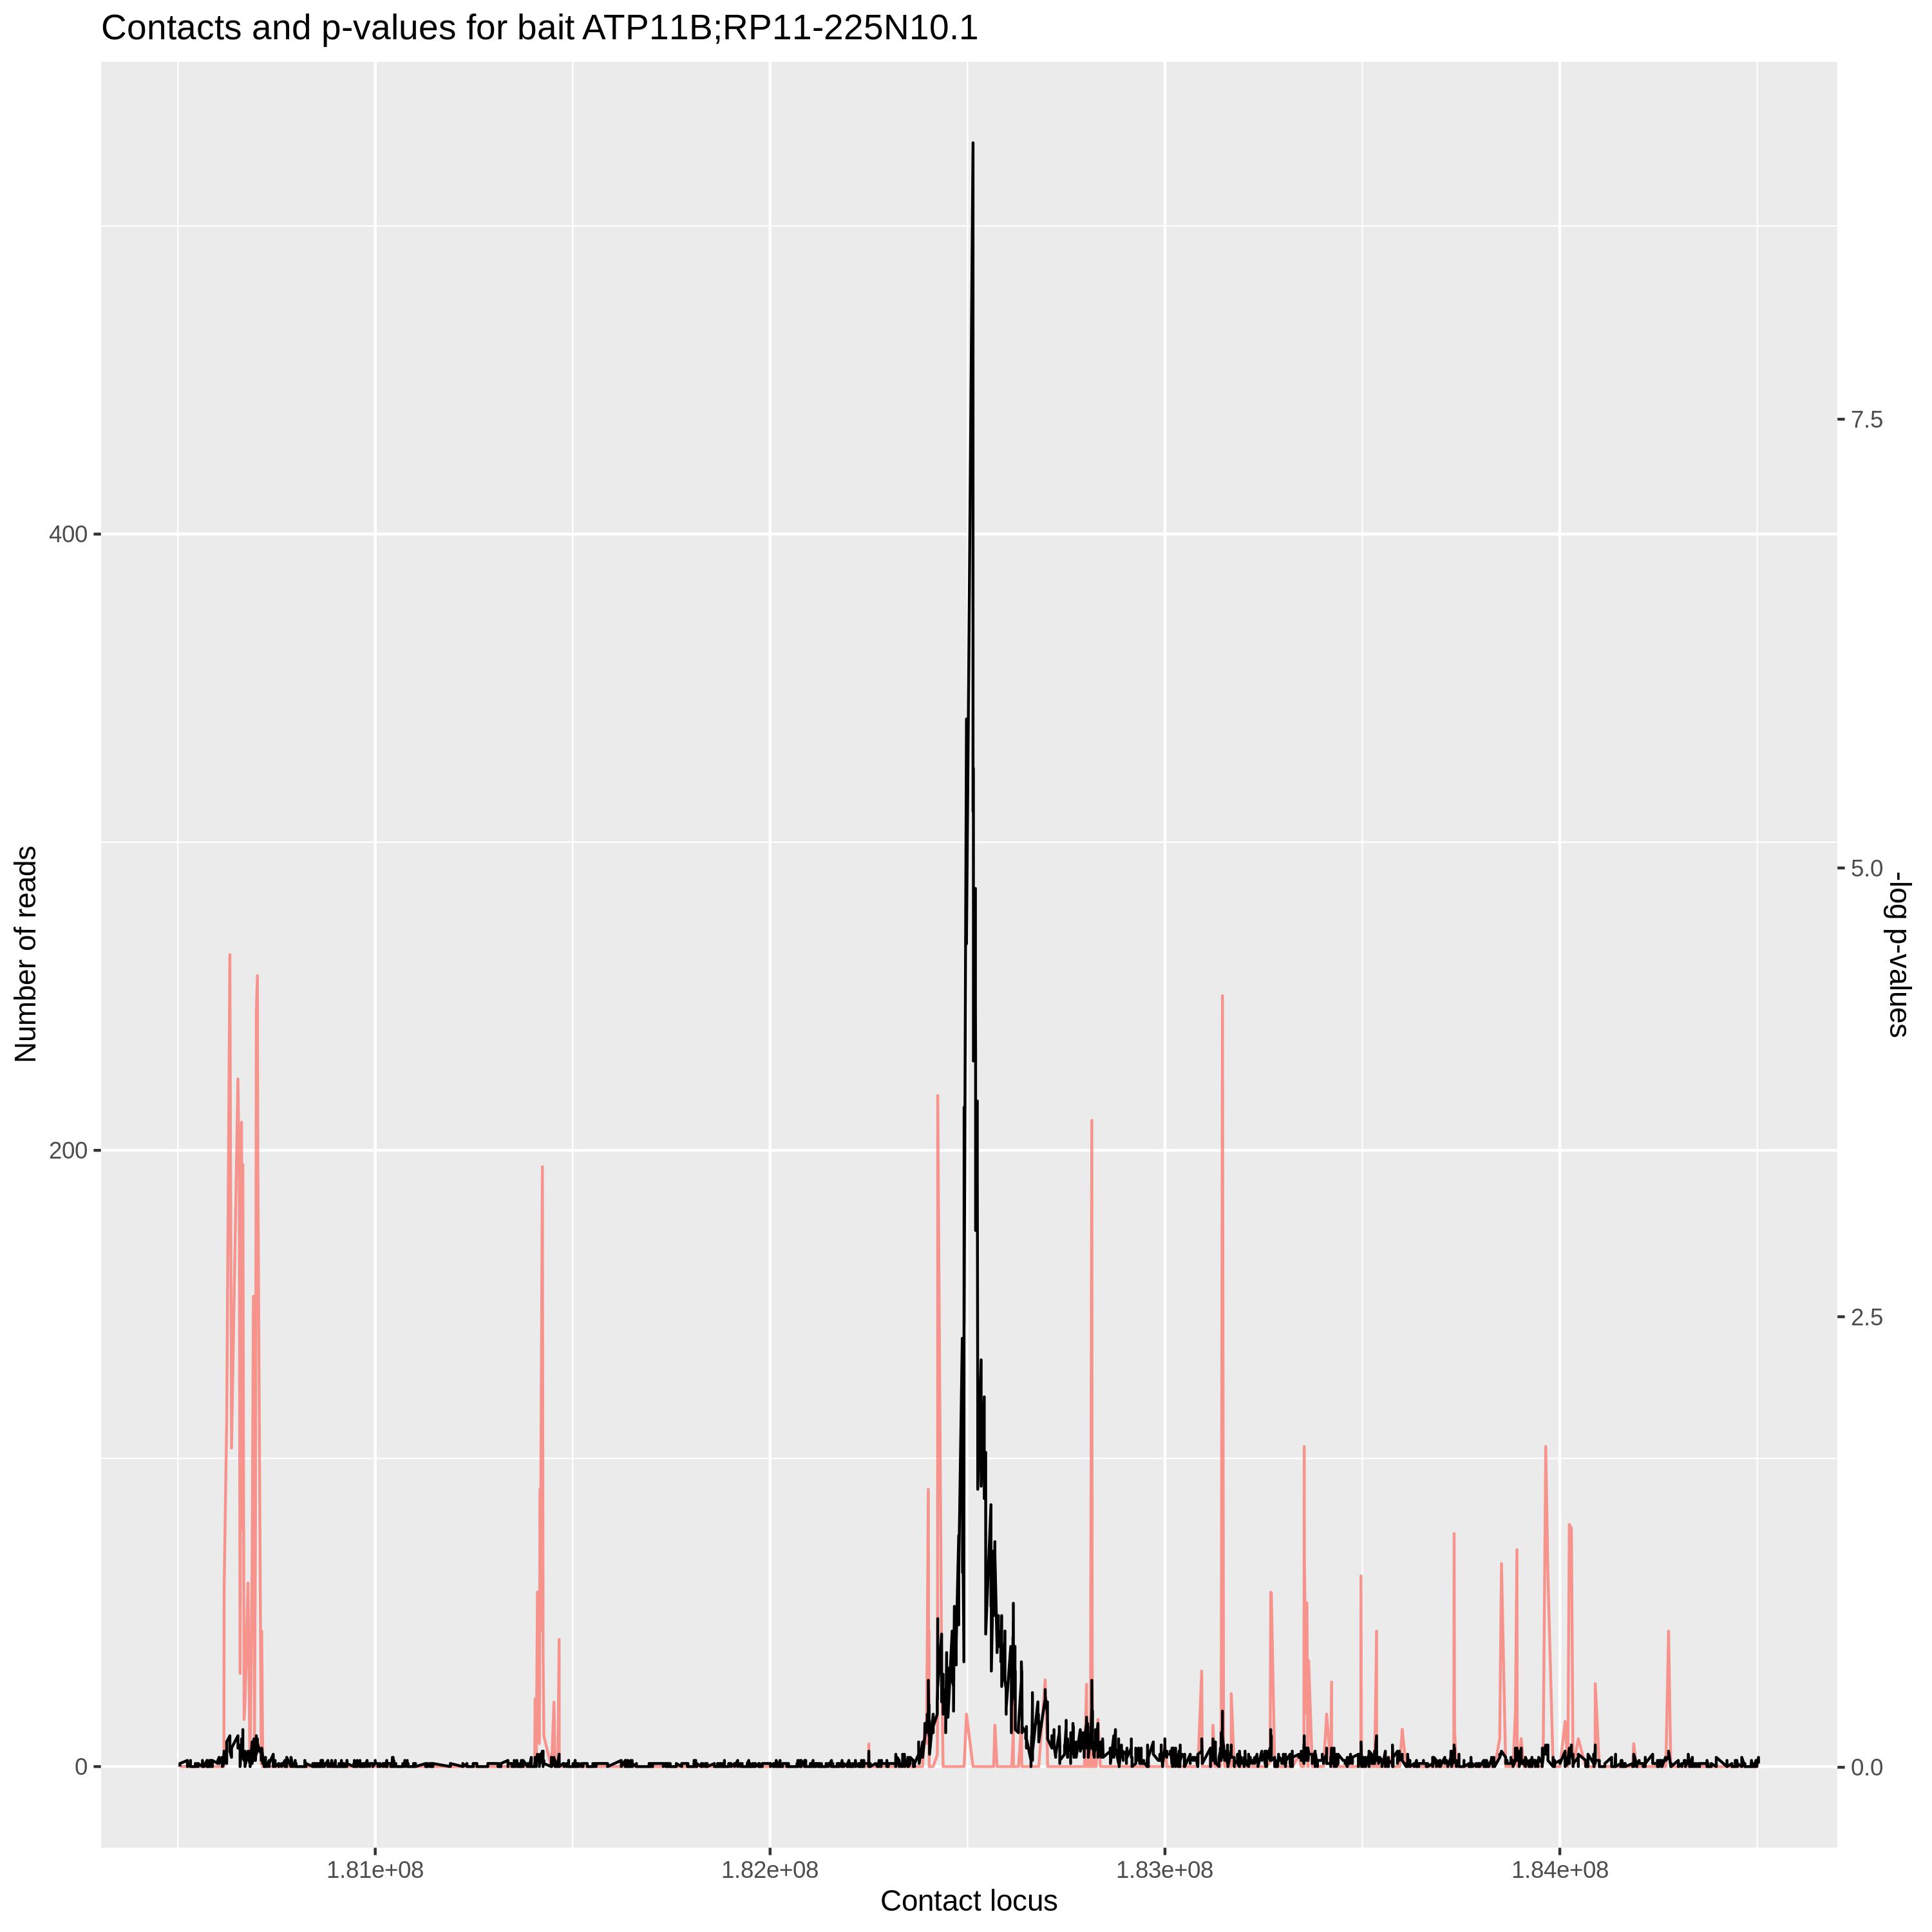 Contacts and p-values for bait ATP11B;RP11-225N10.1
Number of reads
400
200
0
7.5
5.0
2.5
0.0
-log p-values
1.81e+08 1.82e+08 1.83e+08 1.84e+08
Contact locus